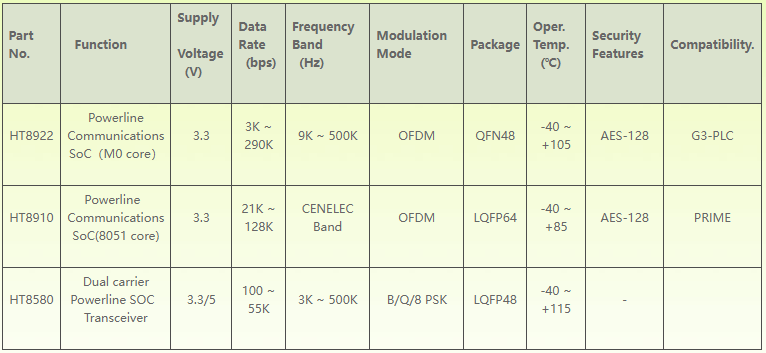 Part No. Function Supply Voltage (V) Data Rate (bps) Frequency Band (Hz) Modulation Mode Package Oper. Temp. (℃) Security Features Compatibility.
HT8922 Powerline Communications SoC（M0 core） 3.3 3K ~ 290K 9K ~ 500K OFDM QFN48 -40 ~ +105 AES-128 G3-PLC
HT8910 Powerline Communications SoC(8051 core) 3.3 21K ~ 128K CENELEC Band OFDM LQFP64 -40 ~ +85 AES-128 PRIME
HT8580 Dual carrier Powerline SOC Transceiver 3.3/5 100 ~ 55K 3K ~ 500K B/Q/8 PSK LQFP48 -40 ~ +115 -